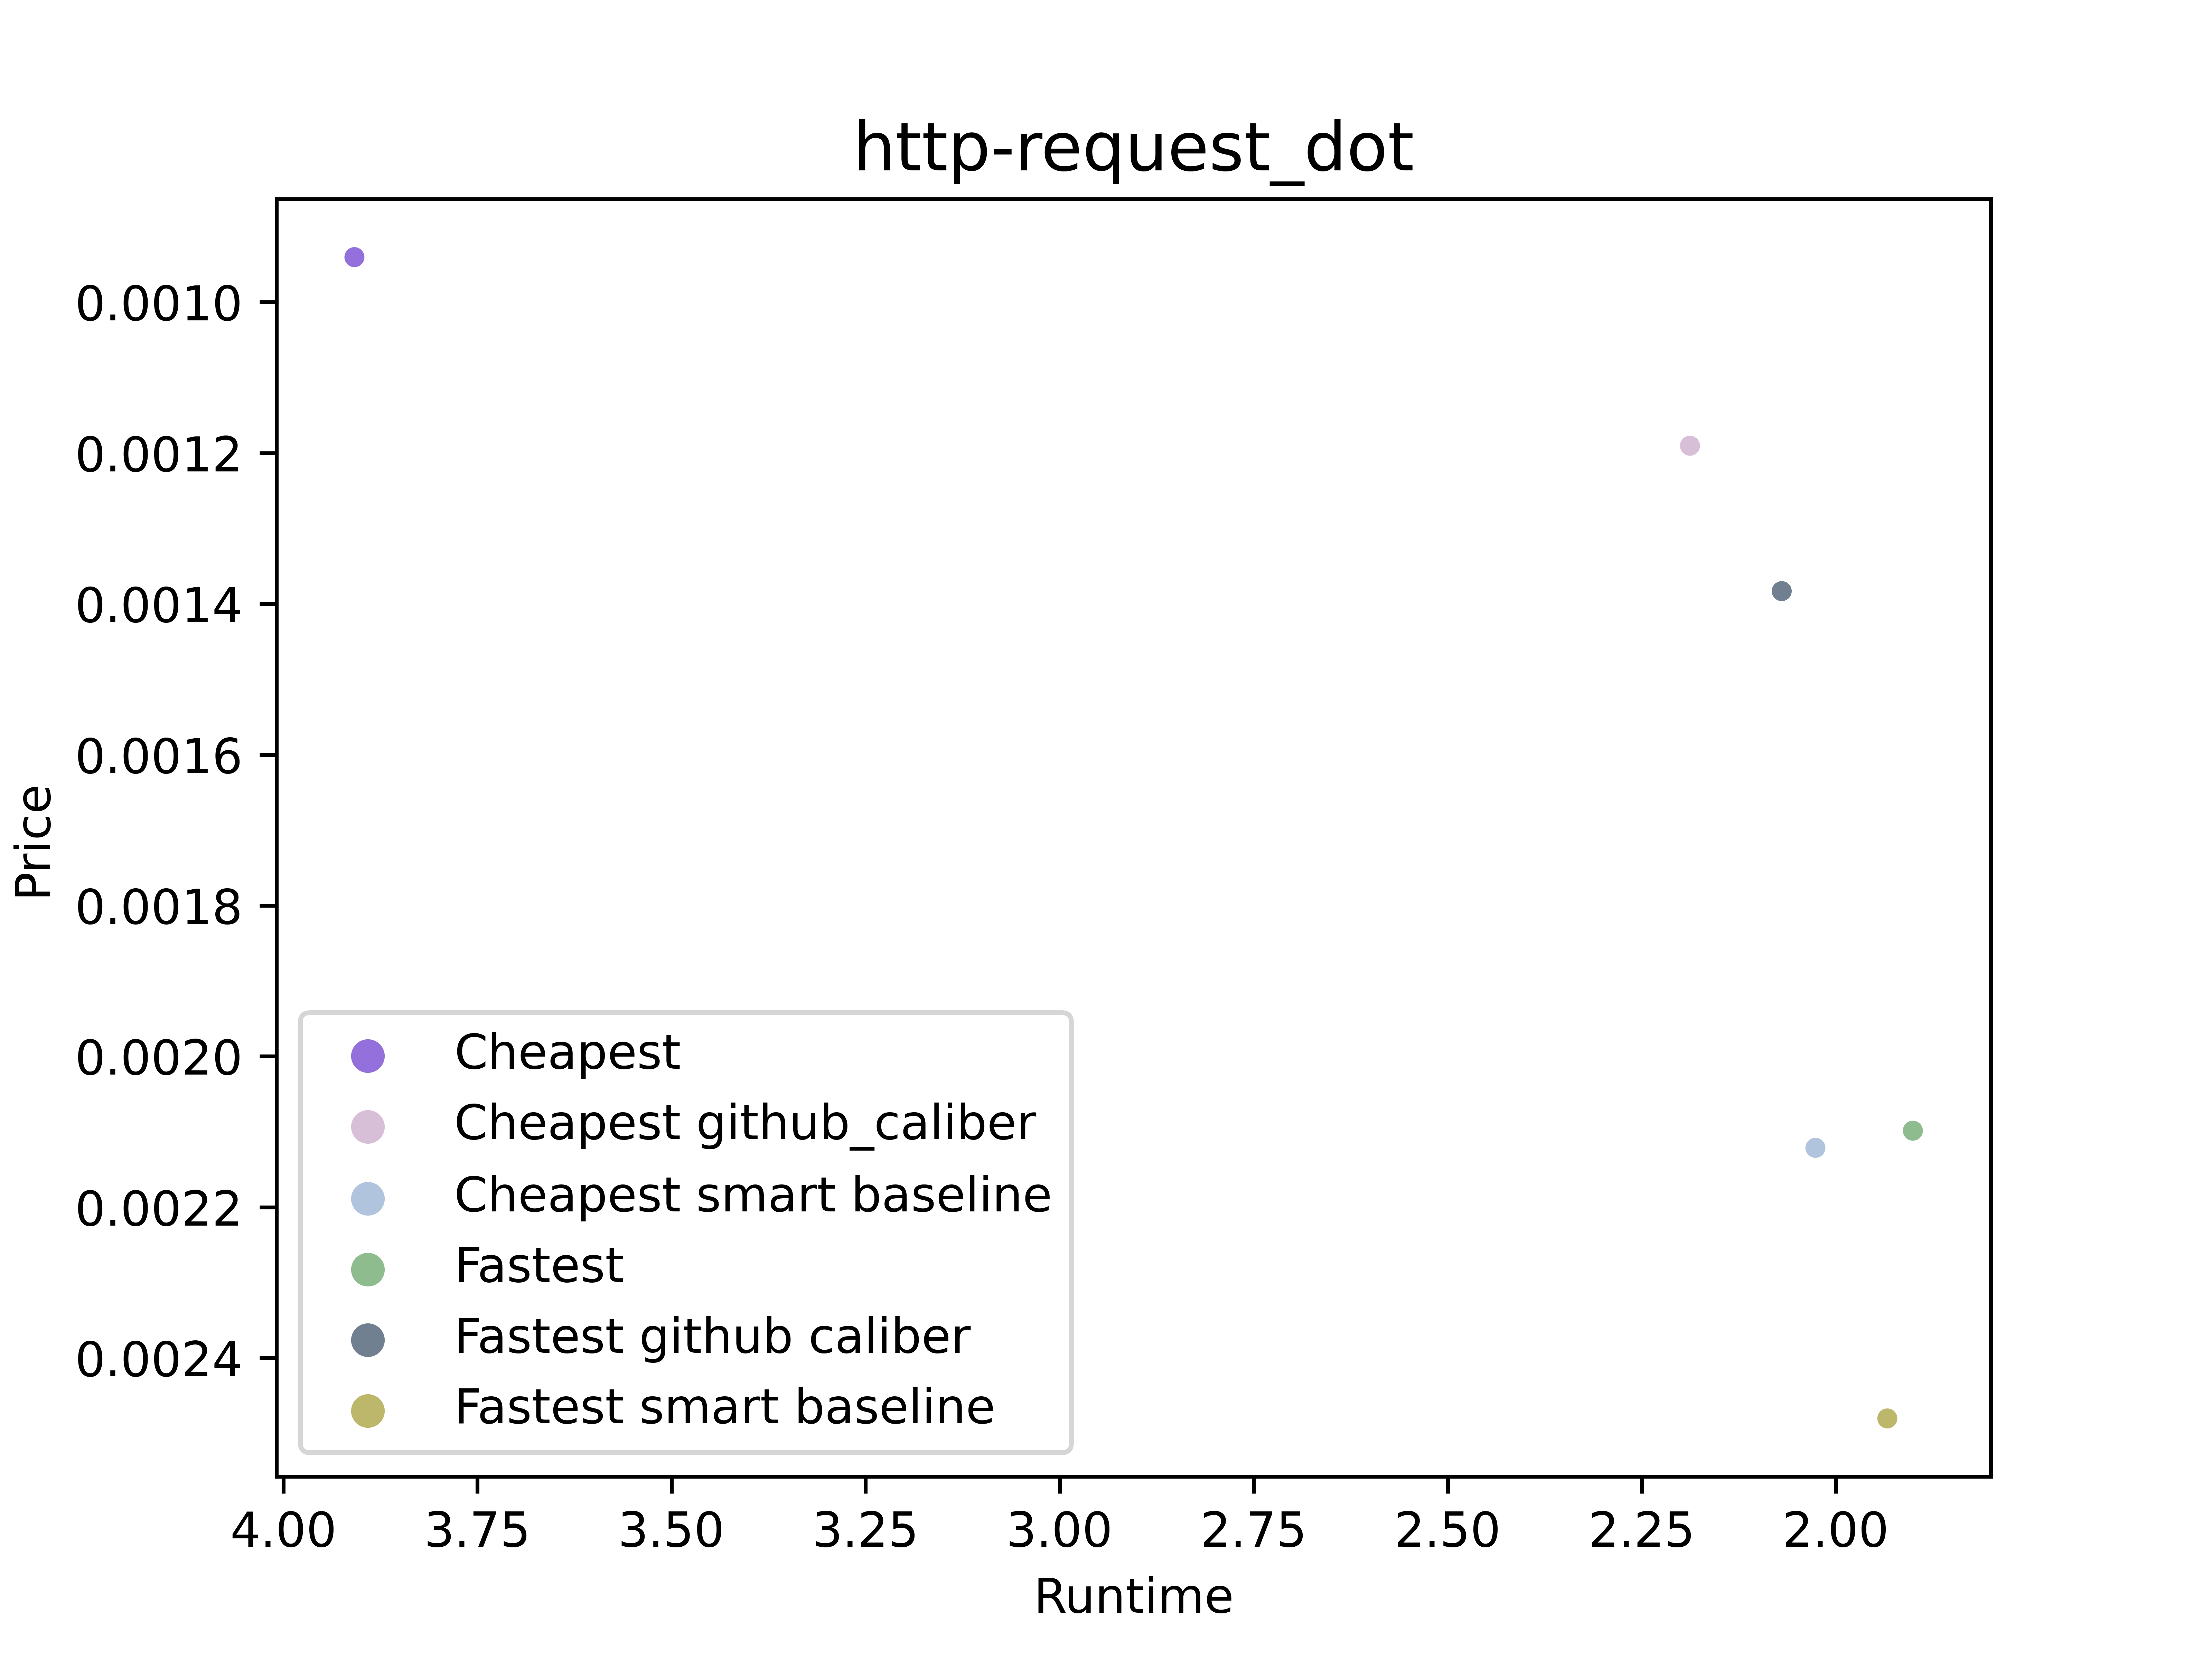 http-request_dot
Price
0.0010
0.0012
0.0014
0.0016
0.0018
0.0020
0.0022
0.0024
Cheapest
Cheapest github_caliber
Cheapest smart baseline
Fastest
Fastest github caliber
Fastest smart baseline
4.00 3.75 3.50 3.25 3.00 2.75 2.50 2.25 2.00
Runtime